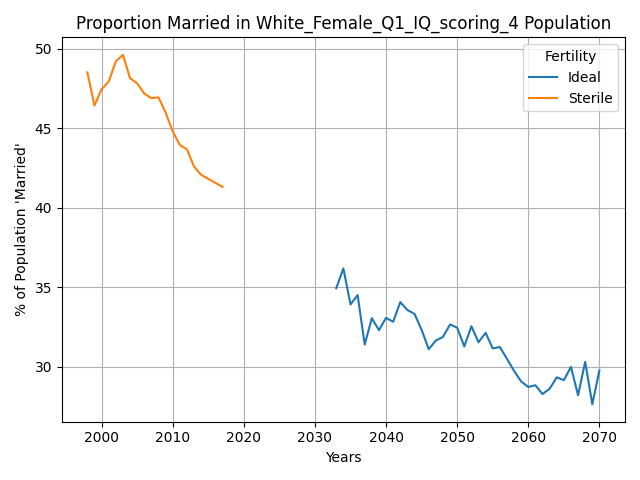 Proportion Married in White_Female_Q1_IQ_scoring_4 Population
% of Population 'Married'
50
45
40
35
30
Fertility
Ideal
Sterile
2000 2010 2020 2030 2040 2050 2060 2070
Years